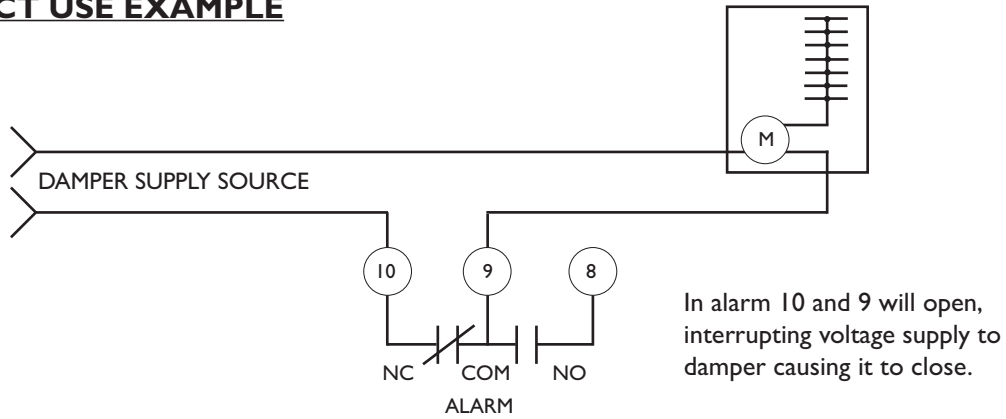 CT USE EXAMPLE
M
DAMPER SUPPLY SOURCE
10
9
8
In alarm 10 and 9 will open,
interrupting voltage supply to
damper causing it to close.
NC
COM
NO
ALARM